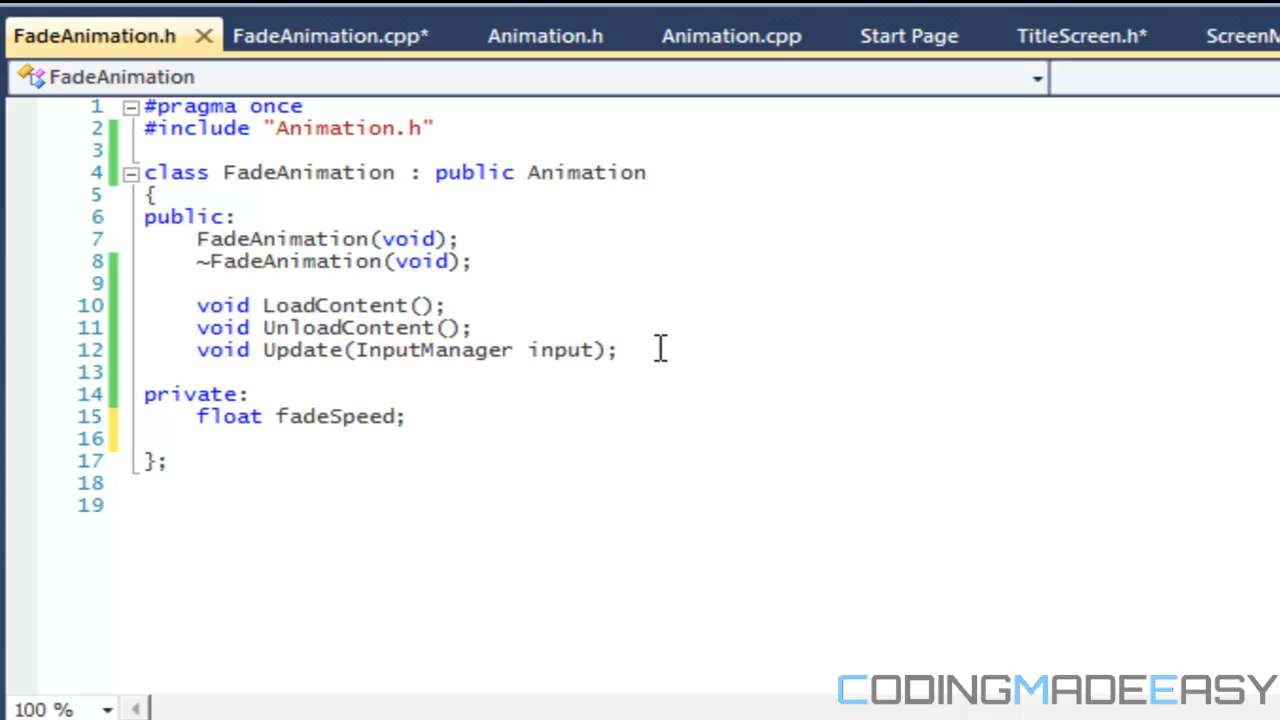 FadeAnimation.h FadeAnimation.cpp* Animation.h Animation.cpp Start Page TitleScreen.h*
FadeAnimation
1 #pragma once
2 #include "Animation.h"
3
4 class FadeAnimation : public Animation
5 {
6 public:
7 FadeAnimation(void);
8 ~FadeAnimation(void);
9
10 void LoadContent();
11 void UnloadContent();
12 void Update(InputManager input);
13
14 private:
15 float fadeSpeed;
16
17 };
18
19
100 %
CODINGMADEEASY